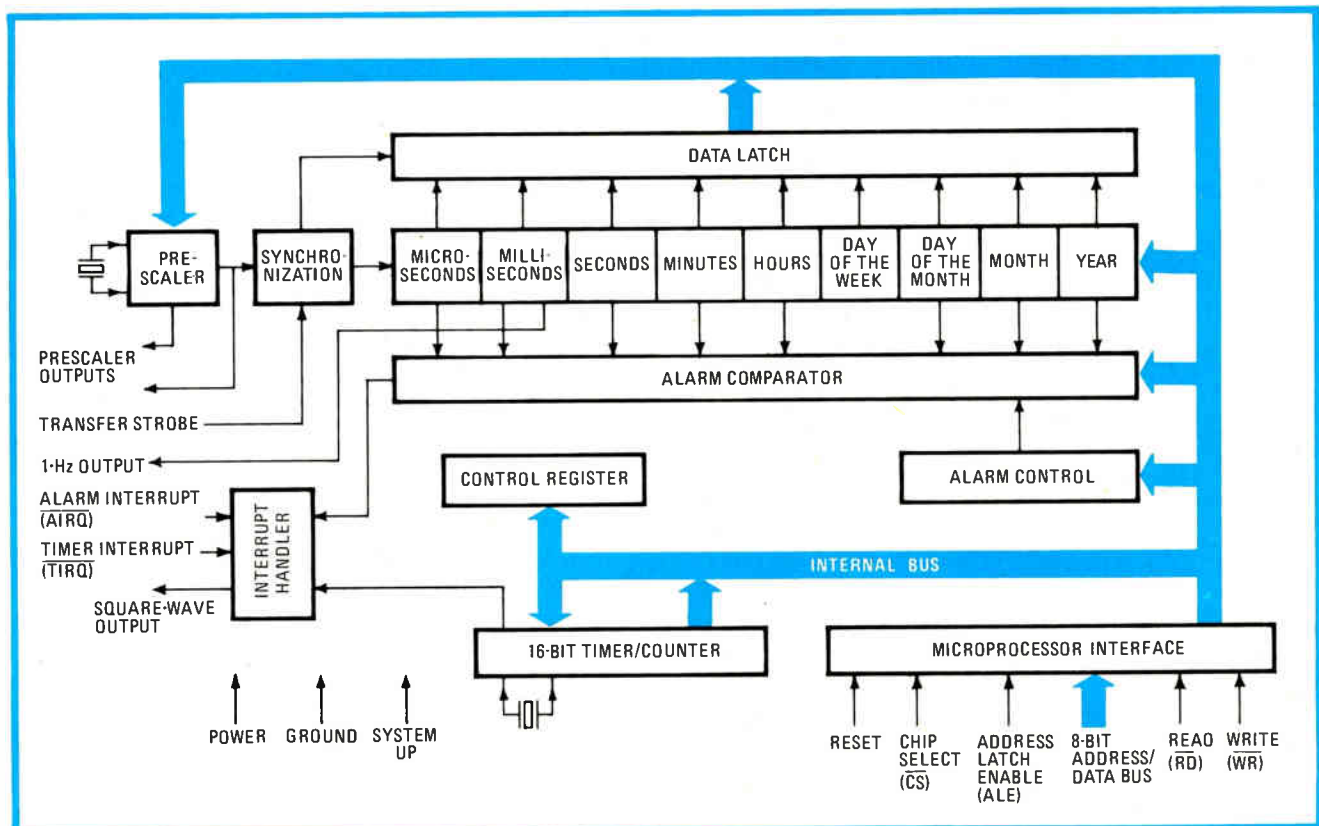 DATA LATCH
PRE-
SCALER
SYNCHRO-
NIZATION
MICRO-
SECONDS
MILLI-
SECONDS
SECONDS
MINUTES
HOURS
DAY
OF THE
WEEK
DAY
OF THE
MONTH
MONTH
YEAR
PRESCALER
OUTPUTS
ALARM COMPARATOR
TRANSFER STROBE
1-Hz OUTPUT
CONTROL REGISTER
ALARM CONTROL
ALARM INTERRUPT
(AIRQ)
TIMER INTERRUPT
(TIRQ)
SQUARE-WAVE
OUTPUT
INTERRUPT
HANDLER
INTERNAL BUS
16-BIT TIMER/COUNTER
MICROPROCESSOR INTERFACE
POWER
GROUND
SYSTEM
UP
RESET
CHIP
SELECT
(CS)
ADDRESS
LATCH
ENABLE
(ALE)
8-BIT
ADDRESS/
DATA BUS
REAO
(RD)
WRITE
(WR)